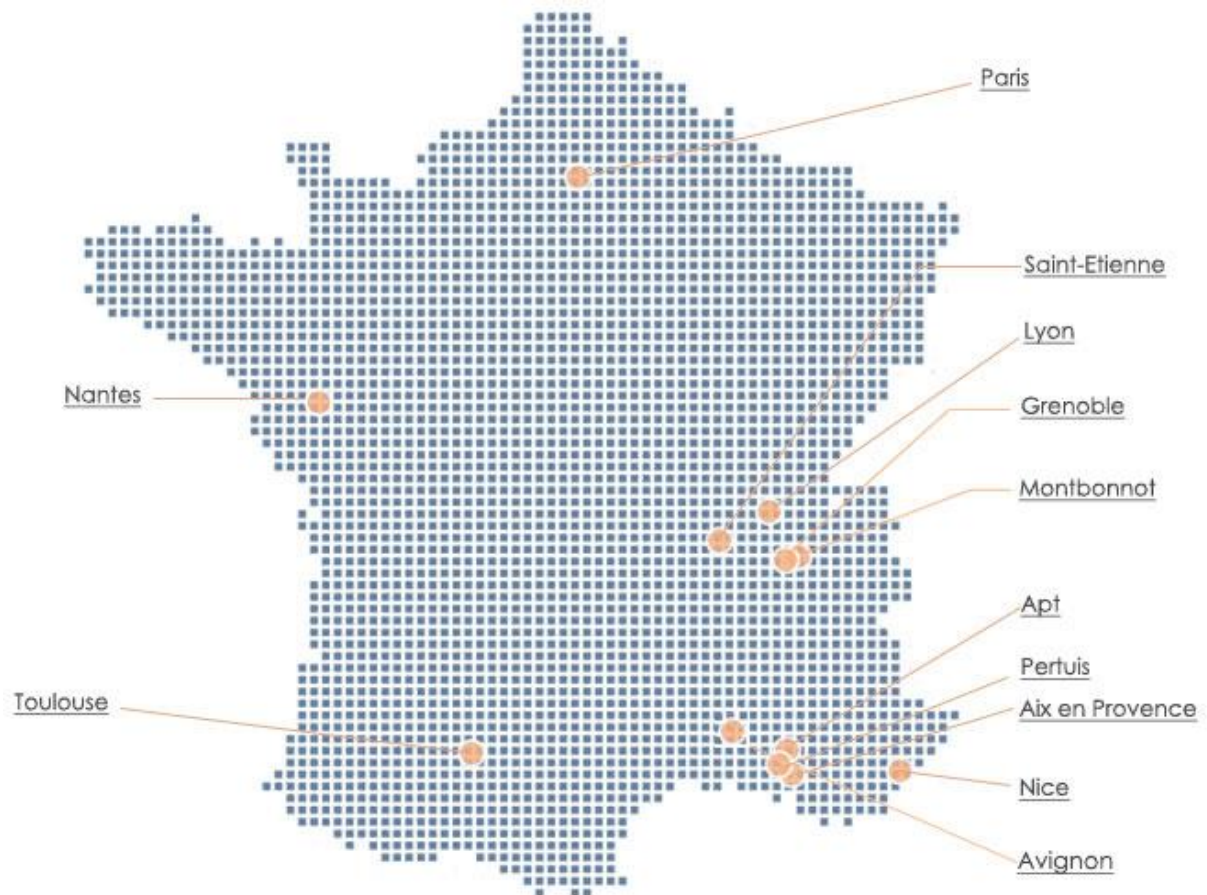 Paris
Saint-Etienne
Lyon
Nantes
Grenoble
Montbonnot
Apt
Pertuis
Toulouse
Aix en Provence
Nice
Avignon